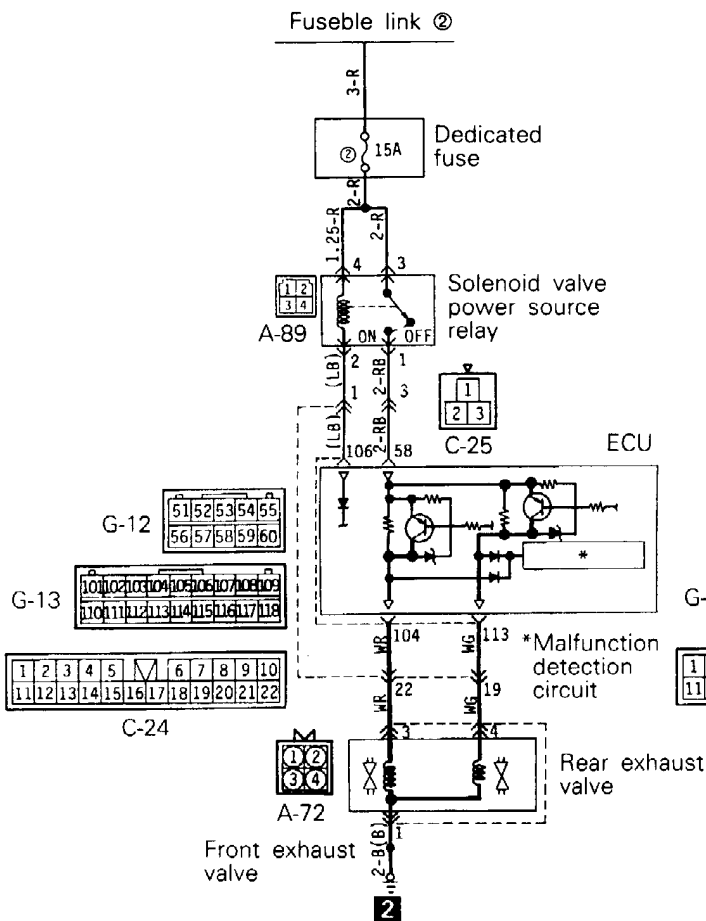 Fuseble link ②
3-R
Dedicated
fuse
② 15A
2-R
1.25-R
2-R
4 3
Solenoid valve
power source
relay
1 2
3 4
A-89
ON OFF
2 1
(LB)
2-RB
1 3
(LB)
2-RB
1
2 3
C-25
106 58
ECU
51 52 53 54 55
56 57 58 59 60
G-12
*
101 102 103 104 105 106 107 108 109
110 111 112 113 114 115 116 117 118
G-13
G-
104 113
WR
WG
*Malfunction
detection
circuit
1 2 3 4 5 6 7 8 9 10
11 12 13 14 15 16 17 18 19 20 21 22
C-24
1
11
22 19
WR
WG
3 4
1 2
3 4
A-72
Rear exhaust
valve
1
2-B(B)
Front exhaust
valve
2